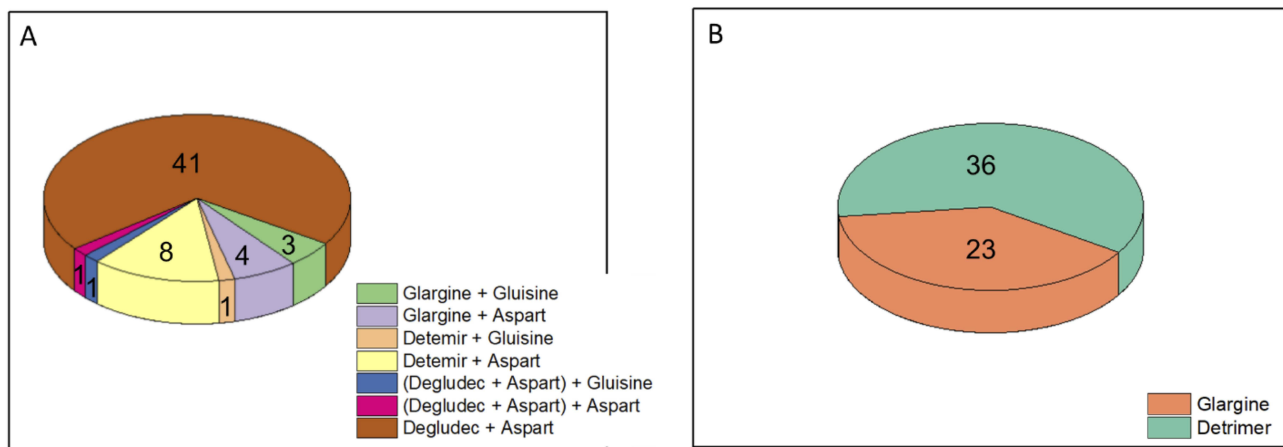 A
41
3
4
8
1
1
1
Glargine + Gluisine
Glargine + Aspart
Detemir + Gluisine
Detemir + Aspart
(Degludec + Aspart) + Gluisine
(Degludec + Aspart) + Aspart
Degludec + Aspart
B
36
23
Glargine
Detrimer